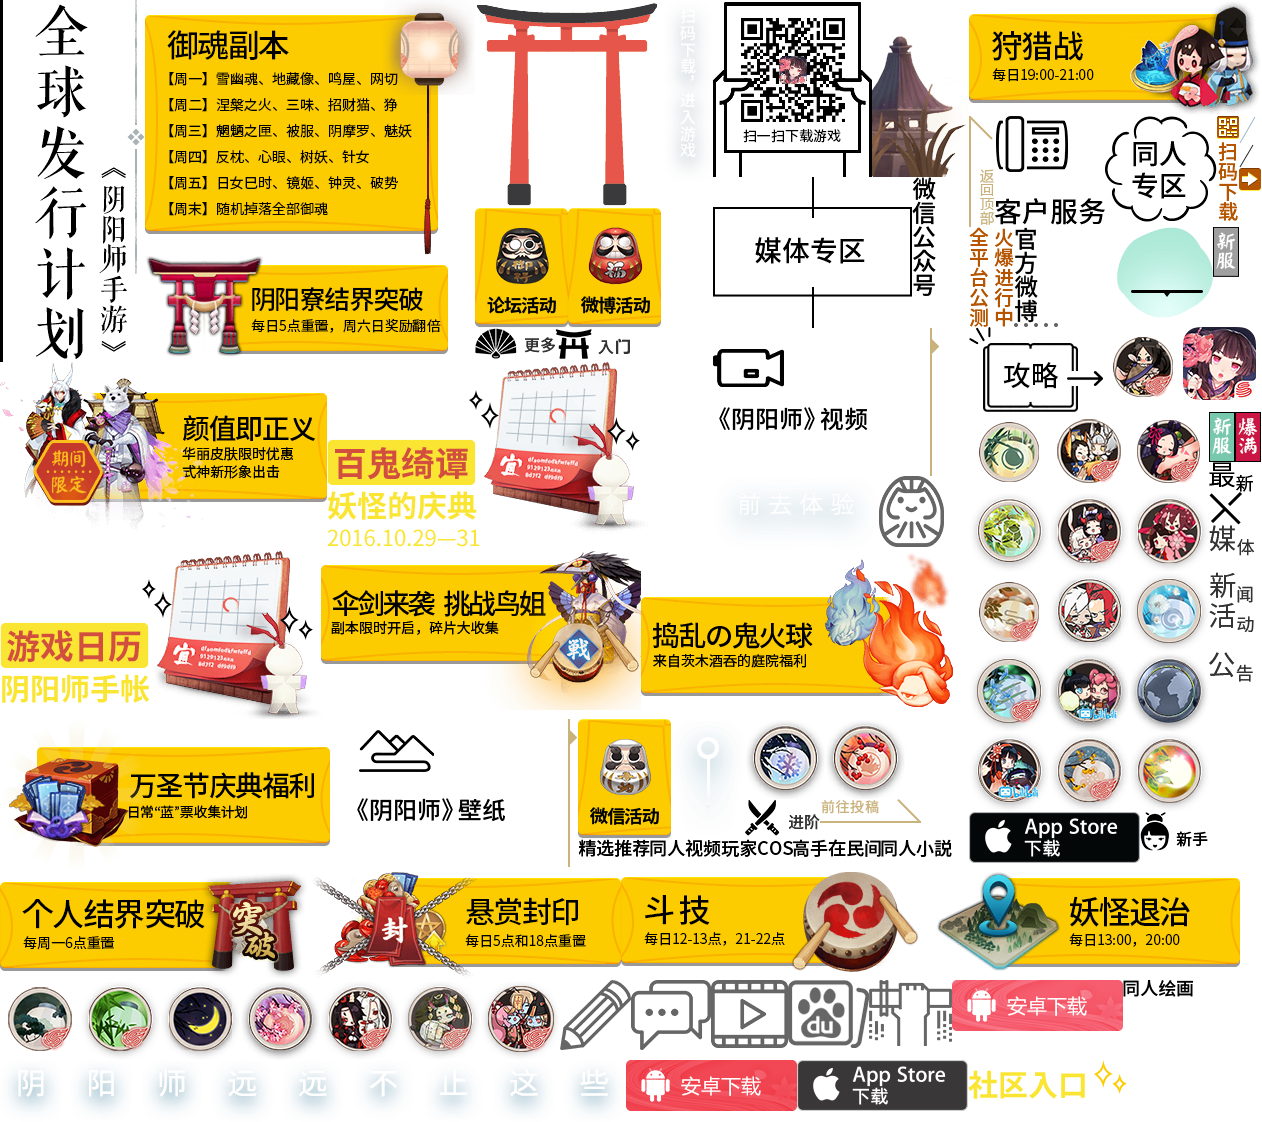 全球发行计划
《阴阳师手游》
御魂副本
【周一】雪幽魂、地藏像、鸣屋、网切
【周二】涅槃之火、三味、招财猫、狰
【周三】魍魉之匣、被服、阴摩罗、魅妖
【周四】反枕、心眼、树妖、针女
【周五】日女巳时、镜姬、钟灵、破势
【周末】随机掉落全部御魂
阴阳寮结界突破
每日5点重置，周六日奖励翻倍
论坛活动
微博活动
更多
入门
扫码下载，进入游戏
扫一扫下载游戏
媒体专区
微信公众号
《阴阳师》视频
前去体验
狩猎战
每日19:00-21:00
返回顶部
客户服务
同人专区
扫码下载
全平台公测
火爆进行中
官方微博
新服
攻略
新服
爆满
最新
媒体
新闻
活动
公告
期间限定
颜值即正义
华丽皮肤限时优惠
式神新形象出击
百鬼绮谭
妖怪的庆典
2016.10.29—31
宜
游戏日历
阴阳师手帐
宜
伞剑来袭 挑战鸟姐
副本限时开启，碎片大收集
战
捣乱の鬼火球
来自茨木酒吞的庭院福利
万圣节庆典福利
日常“蓝”票收集计划
《阴阳师》壁纸
微信活动
进阶
前往投稿
精选推荐
同人视频
玩家COS
高手在民间
同人小説
App Store
下载
新手
个人结界突破
每周一6点重置
突破
封
悬赏封印
每日5点和18点重置
斗技
每日12-13点，21-22点
妖怪退治
每日13:00，20:00
du
安卓下载
同人绘画
阴阳师远远不止这些
安卓下载
App Store
下载
社区入口